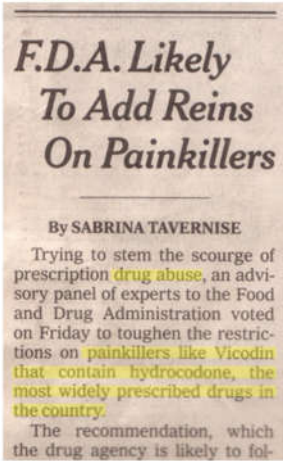 F.D.A. Likely
To Add Reins
On Painkillers
By SABRINA TAVERNISE
Trying to stem the scourge of
prescription drug abuse, an advi-
sory panel of experts to the Food
and Drug Administration voted
on Friday to toughen the restric-
tions on painkillers like Vicodin
that contain hydrocodone, the
most widely prescribed drugs in
the country.
The recommendation, which
the drug agency is likely to fol-